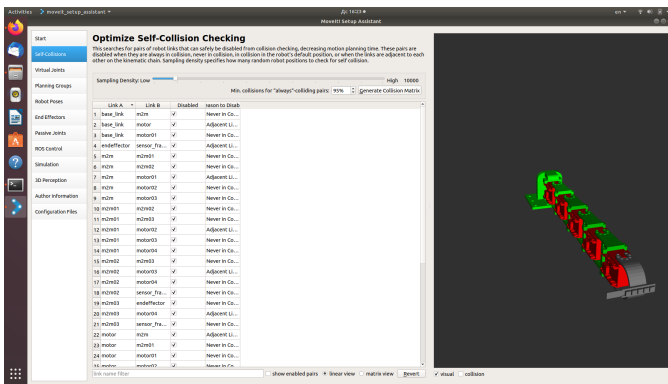 Activities moveit_setup_assistant Дс 16:23 en
MoveIt Setup Assistant
Start
Self-Collisions
Virtual Joints
Planning Groups
Robot Poses
End Effectors
Passive Joints
ROS Control
Simulation
3D Perception
Author Information
Configuration Files
Optimize Self-Collision Checking
This searches for pairs of robot links that can safely be disabled from collision checking, decreasing motion planning time. These pairs are
disabled when they are always in collision, never in collision, in collision in the robot's default position, or when the links are adjacent to each
other on the kinematic chain. Sampling density specifies how many random robot positions to check for self collision.
Sampling Density: Low High 10000
Min. collisions for "always"-colliding pairs: 95% Generate Collision Matrix
Link A Link B Disabled ason to Disab
1 base_link m2m Never in Co...
2 base_link motor Adjacent Li...
3 base_link motor01 Never in Co...
4 endeffector sensor_fra... Adjacent Li...
5 m2m m2m01 Never in Co...
6 m2m m2m02 Never in Co...
7 m2m motor01 Adjacent Li...
8 m2m motor02 Never in Co...
9 m2m motor03 Never in Co...
10 m2m01 m2m02 Never in Co...
11 m2m01 m2m03 Never in Co...
12 m2m01 motor02 Adjacent Li...
13 m2m01 motor03 Never in Co...
14 m2m01 motor04 Never in Co...
15 m2m02 m2m03 Never in Co...
16 m2m02 motor03 Adjacent Li...
17 m2m02 motor04 Never in Co...
18 m2m02 sensor_fra... Never in Co...
19 m2m03 endeffector Never in Co...
20 m2m03 motor04 Adjacent Li...
21 m2m03 sensor_fra... Never in Co...
22 motor m2m Adjacent Li...
23 motor m2m01 Never in Co...
24 motor motor01 Never in Co...
25 motor motor02 Never in Co...
link name filter show enabled pairs linear view matrix view Revert
visual collision